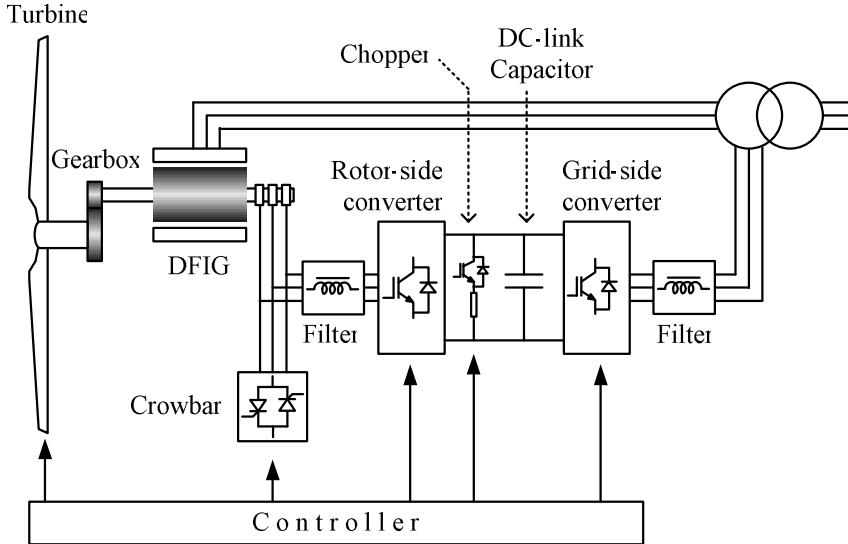 Turbine
Chopper
DC-link
Capacitor
Gearbox
Rotor-side
converter
Grid-side
converter
DFIG
Filter
Filter
Crowbar
Controller